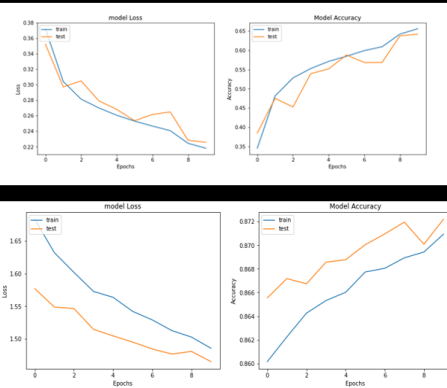 model Loss
0.38
0.36
0.34
0.32
0.30
0.28
0.26
0.24
0.22
Loss
train
test
0 2 4 6 8
Epochs
Model Accuracy
0.65
0.60
0.55
0.50
0.45
0.40
0.35
Accuracy
train
test
0 2 4 6 8
Epochs
model Loss
1.65
1.60
1.55
1.50
Loss
train
test
0 2 4 6 8
Epochs
Model Accuracy
0.872
0.870
0.868
0.866
0.864
0.862
0.860
Accuracy
train
test
0 2 4 6 8
Epochs